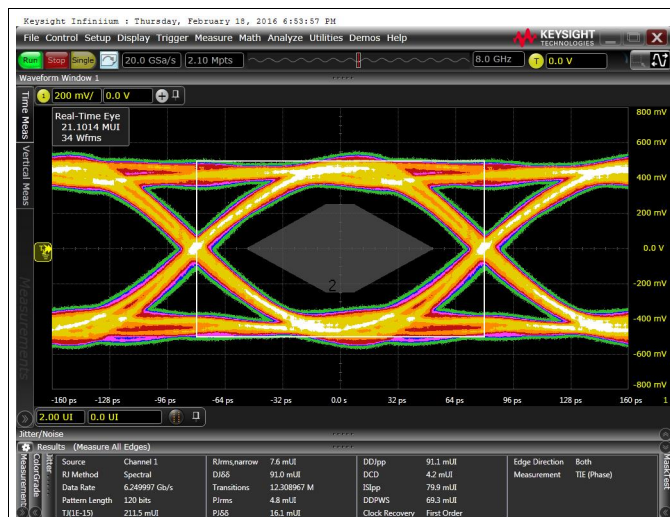 Keysight Infiniium : Thursday, February 18, 2016 6:53:57 PM
File Control Setup Display Trigger Measure Math Analyze Utilities Demos Help
KEYSIGHT TECHNOLOGIES
Run Stop Single 20.0 GSa/s 2.10 Mpts 8.0 GHz T 0.0 V
Waveform Window 1
1 200 mV/ 0.0 V
Time Meas
Vertical Meas
Measurements
Real-Time Eye
21.1014 MUI
34 Wfms
800 mV
600 mV
400 mV
200 mV
0.0 V
-200 mV
-400 mV
-600 mV
-800 mV
2
-160 ps -128 ps -96 ps -64 ps -32 ps 0.0 s 32 ps 64 ps 96 ps 128 ps 160 ps 1
2.00 UI 0.0 UI
Jitter/Noise
Results (Measure All Edges)
Measurement
ColorGrade
Jitter
MaskTest
Source Channel 1 RJrms,narrow 7.6 mUI DDJpp 91.1 mUI Edge Direction Both
RJ Method Spectral DJδδ 91.0 mUI DCD 4.2 mUI Measurement TIE (Phase)
Data Rate 6.249997 Gb/s Transitions 12.308967 M ISIpp 79.9 mUI
Pattern Length 120 bits PJrms 4.8 mUI DDPWS 69.3 mUI
TJ(1E-15) 211.5 mUI PJδδ 16.1 mUI Clock Recovery First Order